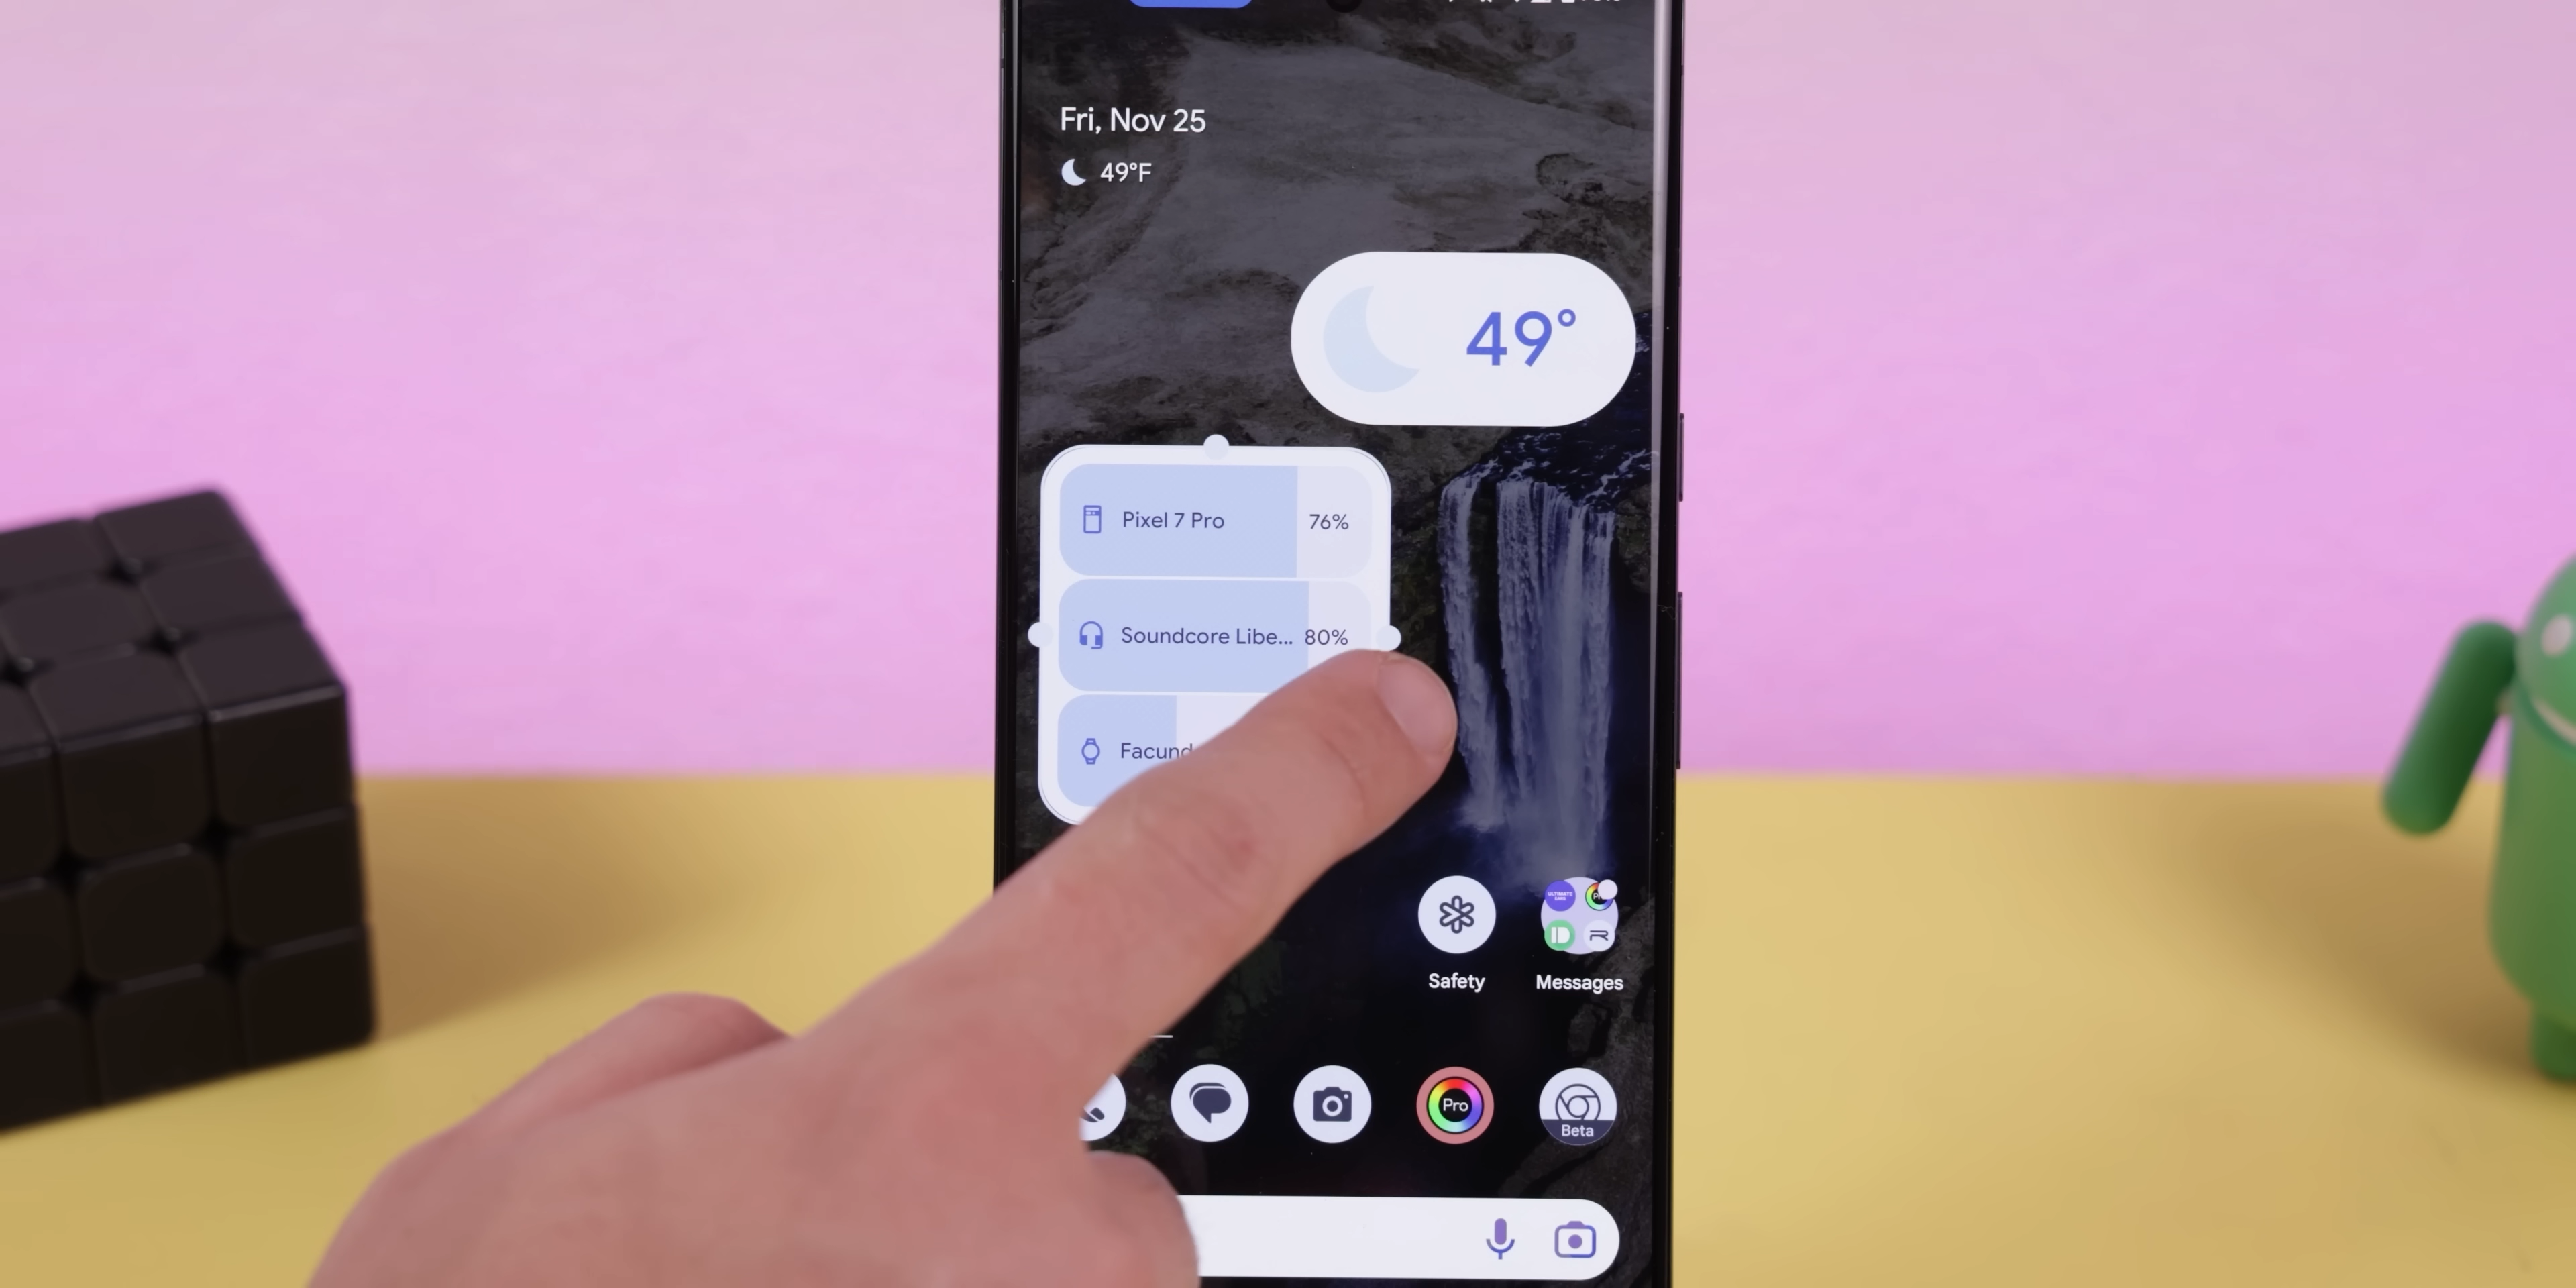 Fri, Nov 25
49°F
49°
Pixel 7 Pro 76%
Soundcore Libe... 80%
Facund
Safety
Messages
Pro
Beta